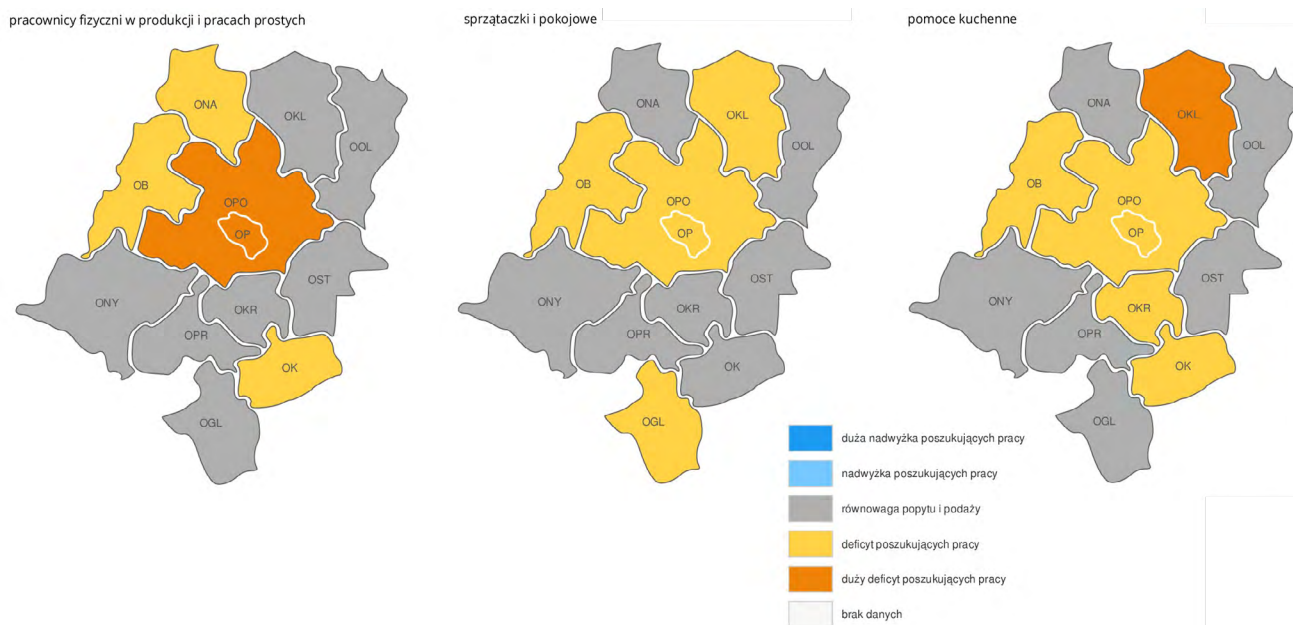 pracownicy fizyczni w produkcji i pracach prostych
ONA
OKL
OOL
OB
OPO
OP
OST
ONY
OKR
OPR
OK
OGL
sprzątaczki i pokojowe
ONA
OKL
OOL
OB
OPO
OP
OST
ONY
OKR
OPR
OK
OGL
pomoce kuchenne
ONA
OKL
OOL
OB
OPO
OP
OST
ONY
OKR
OPR
OK
OGL
duża nadwyżka poszukujących pracy
nadwyżka poszukujących pracy
równowaga popytu i podaży
deficyt poszukujących pracy
duży deficyt poszukujących pracy
brak danych